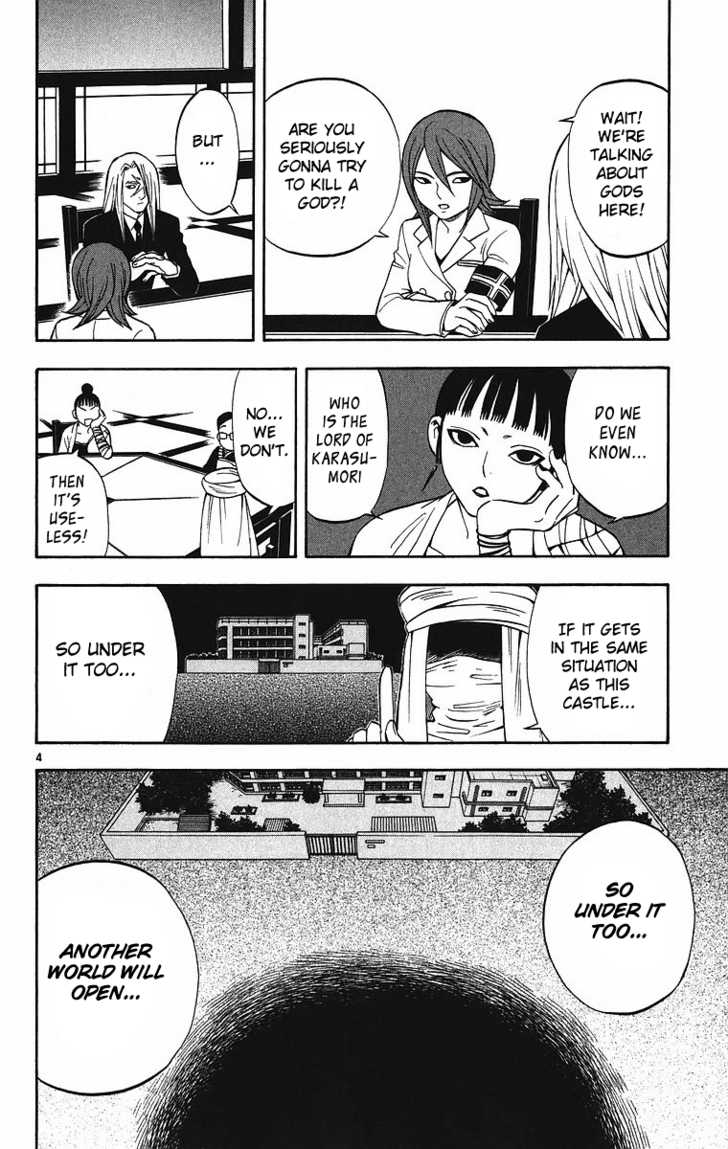 WAIT!
WE'RE
TALKING
ABOUT
GODS
HERE!
ARE YOU
SERIOUSLY
GONNA TRY
TO KILL A
GOD?!
BUT
...
DO WE
EVEN
KNOW...
WHO
IS THE
LORD OF
KARASU-
MORI
NO...
WE
DON'T.
THEN
IT'S
USE-
LESS!
IF IT GETS
IN THE SAME
SITUATION
AS THIS
CASTLE...
SO UNDER
IT TOO...
4
SO
UNDER IT
TOO...
ANOTHER
WORLD WILL
OPEN...